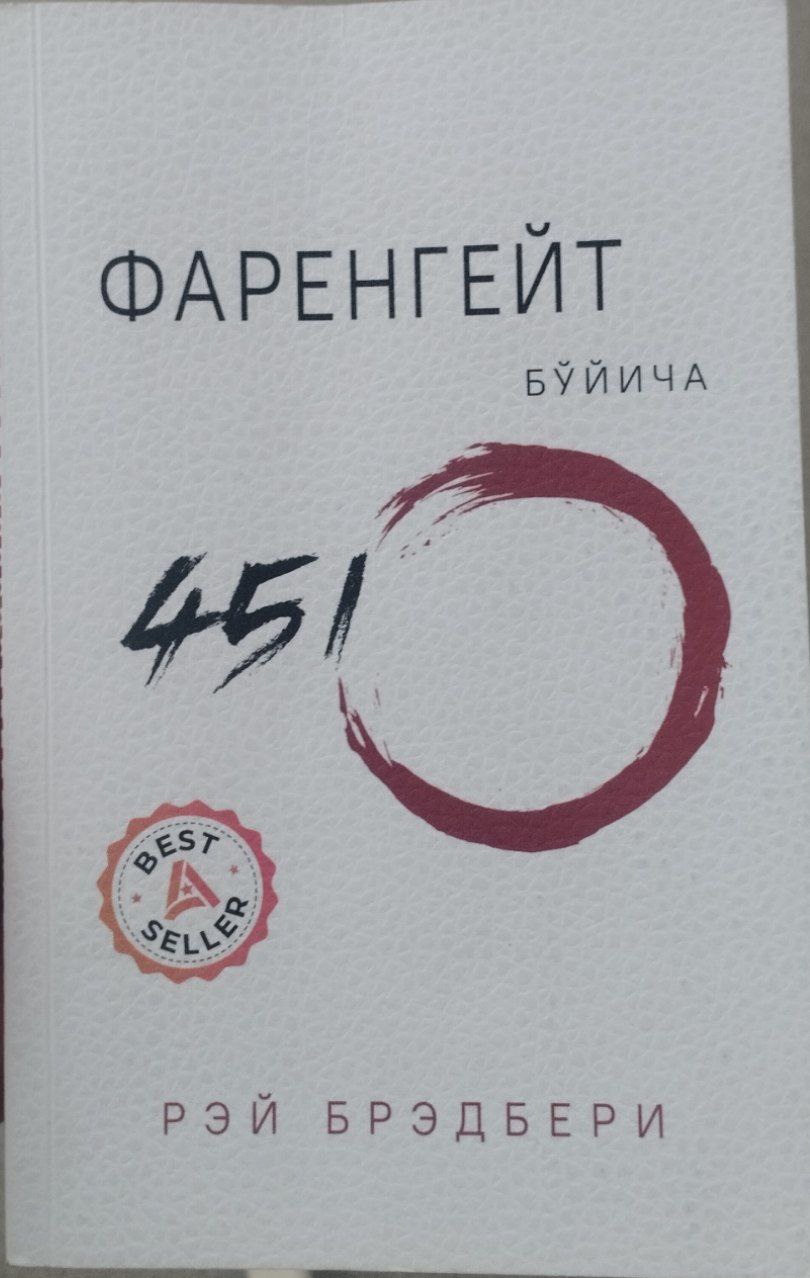 ФАРЕНГЕЙТ
БЎЙИЧА
451
BEST
SELLER
РЭЙ БРЭДБЕРИ